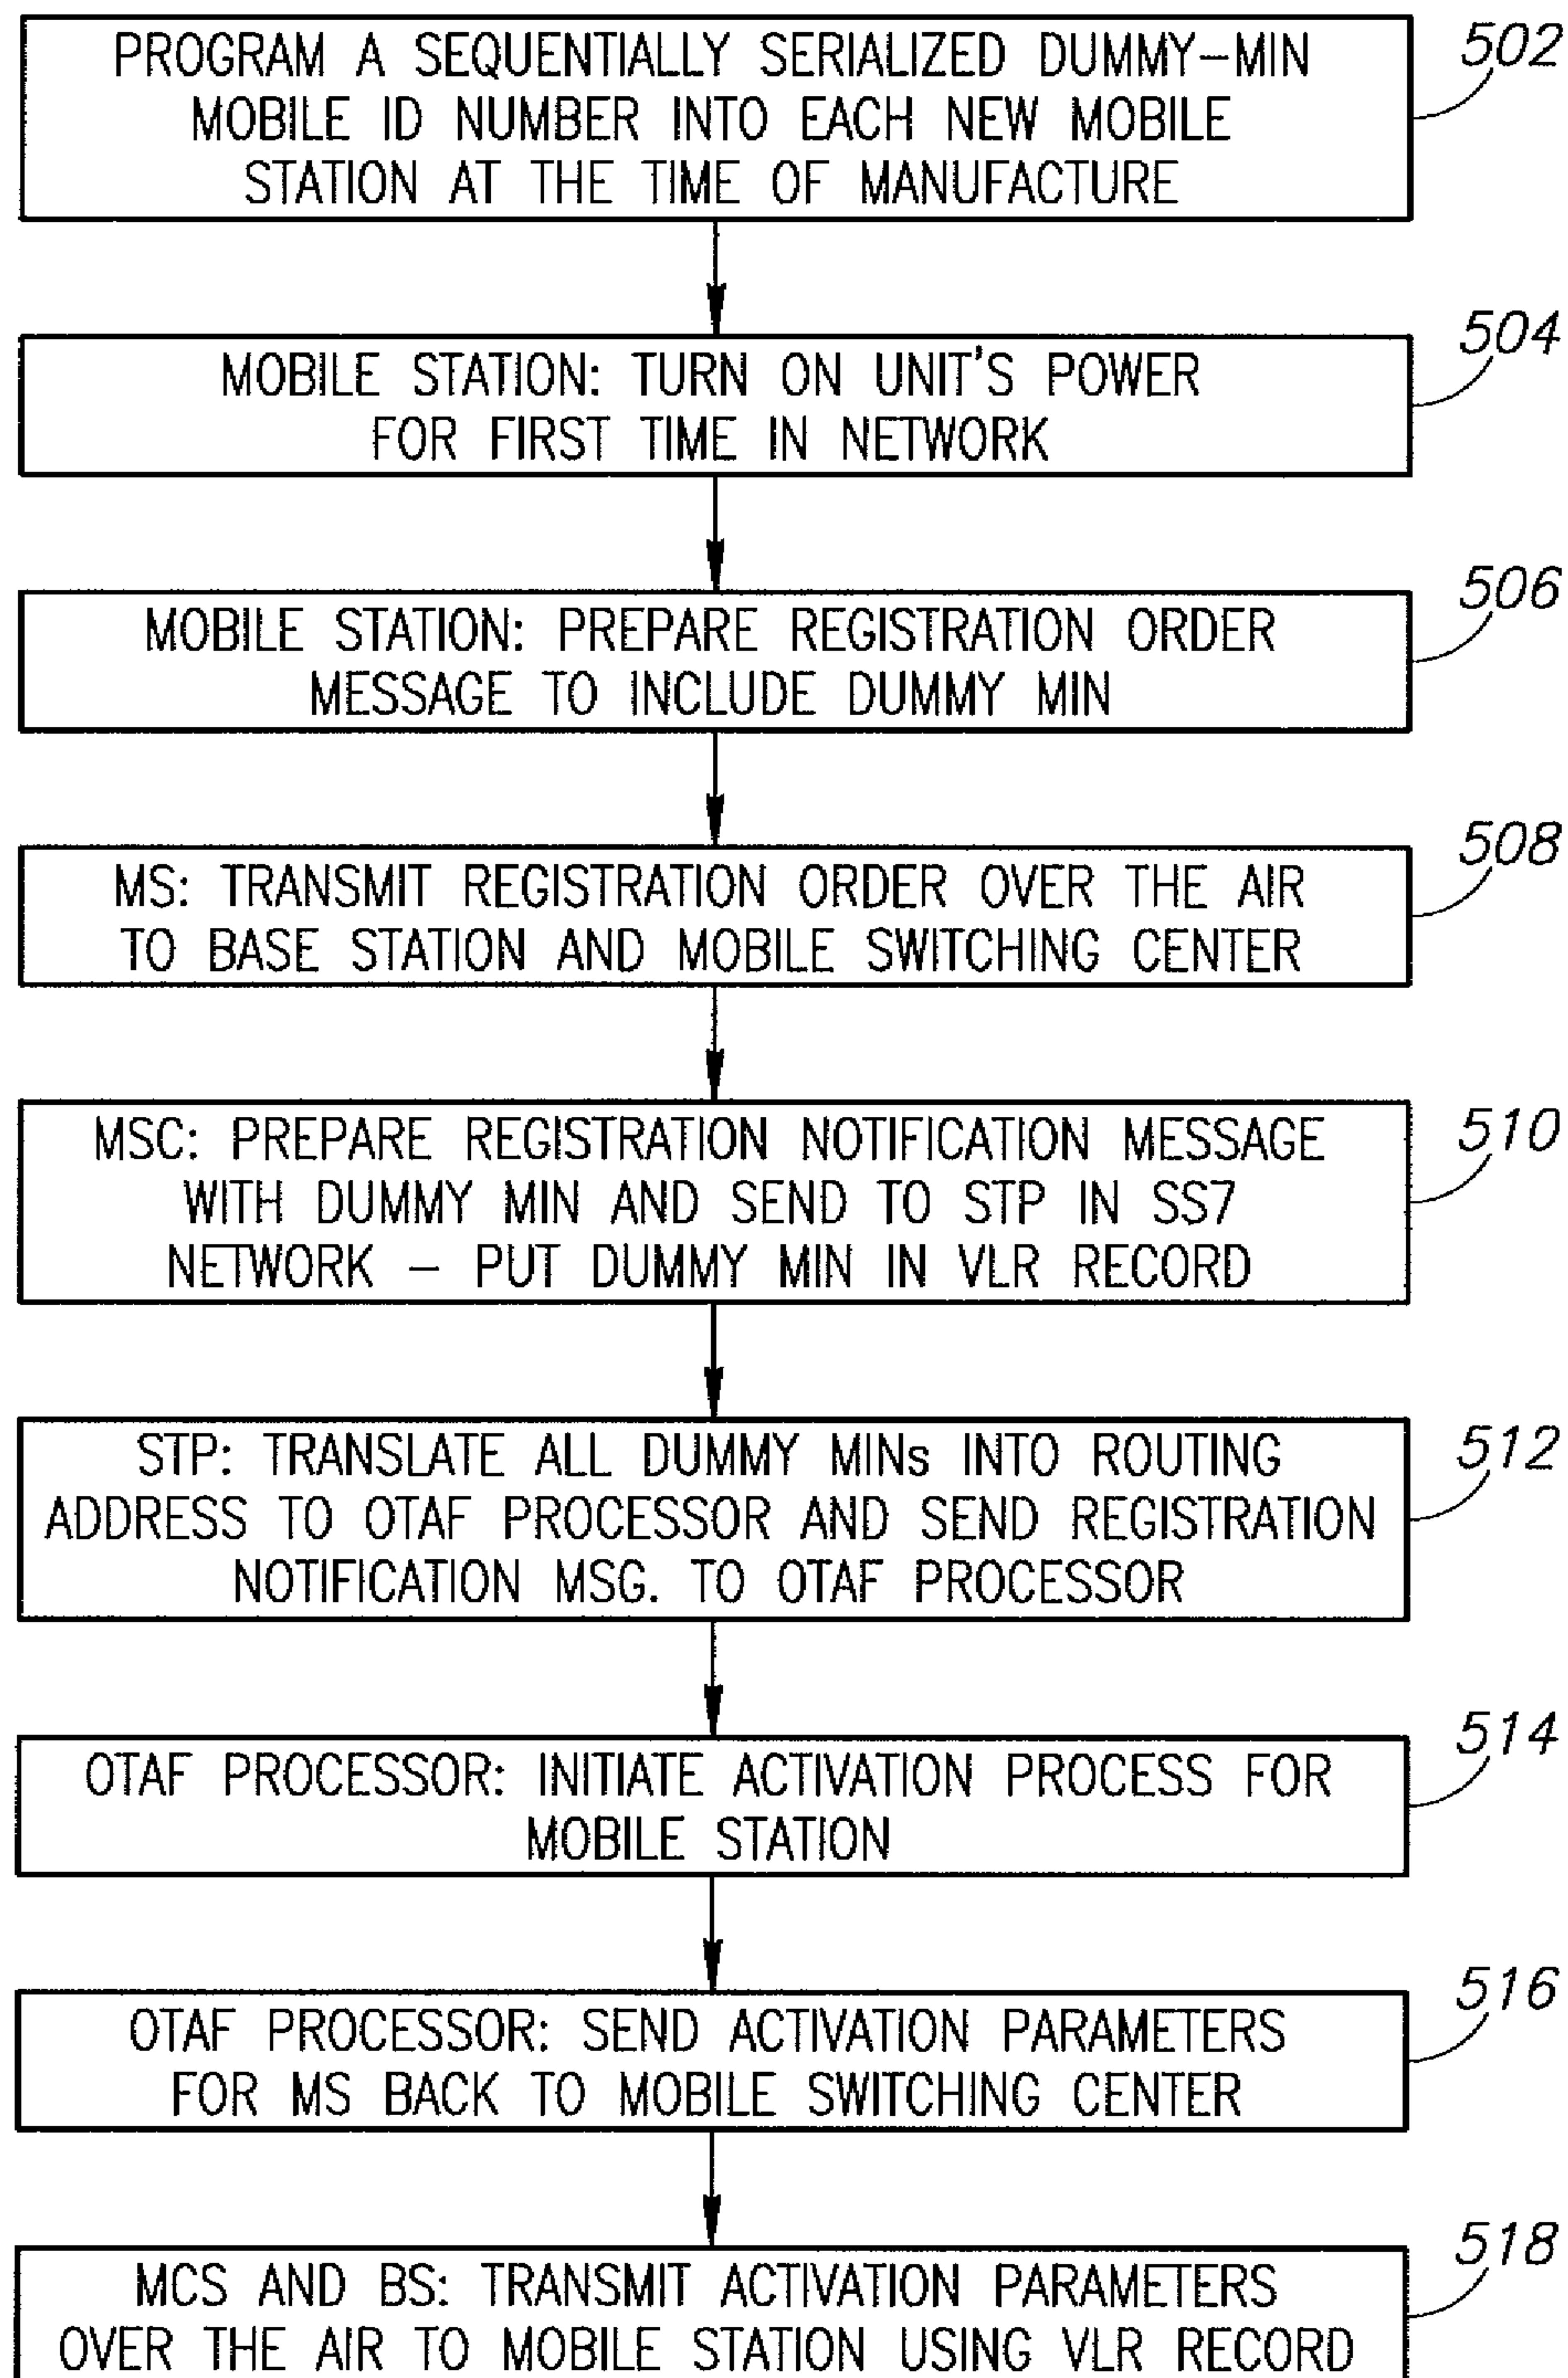 PROGRAM A SEQUENTIALLY SERIALIZED DUMMY-MIN
MOBILE ID NUMBER INTO EACH NEW MOBILE
STATION AT THE TIME OF MANUFACTURE
502
MOBILE STATION: TURN ON UNIT'S POWER
FOR FIRST TIME IN NETWORK
504
MOBILE STATION: PREPARE REGISTRATION ORDER
MESSAGE TO INCLUDE DUMMY MIN
506
MS: TRANSMIT REGISTRATION ORDER OVER THE AIR
TO BASE STATION AND MOBILE SWITCHING CENTER
508
MSC: PREPARE REGISTRATION NOTIFICATION MESSAGE
WITH DUMMY MIN AND SEND TO STP IN SS7
NETWORK – PUT DUMMY MIN IN VLR RECORD
510
STP: TRANSLATE ALL DUMMY MINs INTO ROUTING
ADDRESS TO OTAF PROCESSOR AND SEND REGISTRATION
NOTIFICATION MSG. TO OTAF PROCESSOR
512
OTAF PROCESSOR: INITIATE ACTIVATION PROCESS FOR
MOBILE STATION
514
OTAF PROCESSOR: SEND ACTIVATION PARAMETERS
FOR MS BACK TO MOBILE SWITCHING CENTER
516
MCS AND BS: TRANSMIT ACTIVATION PARAMETERS
OVER THE AIR TO MOBILE STATION USING VLR RECORD
518